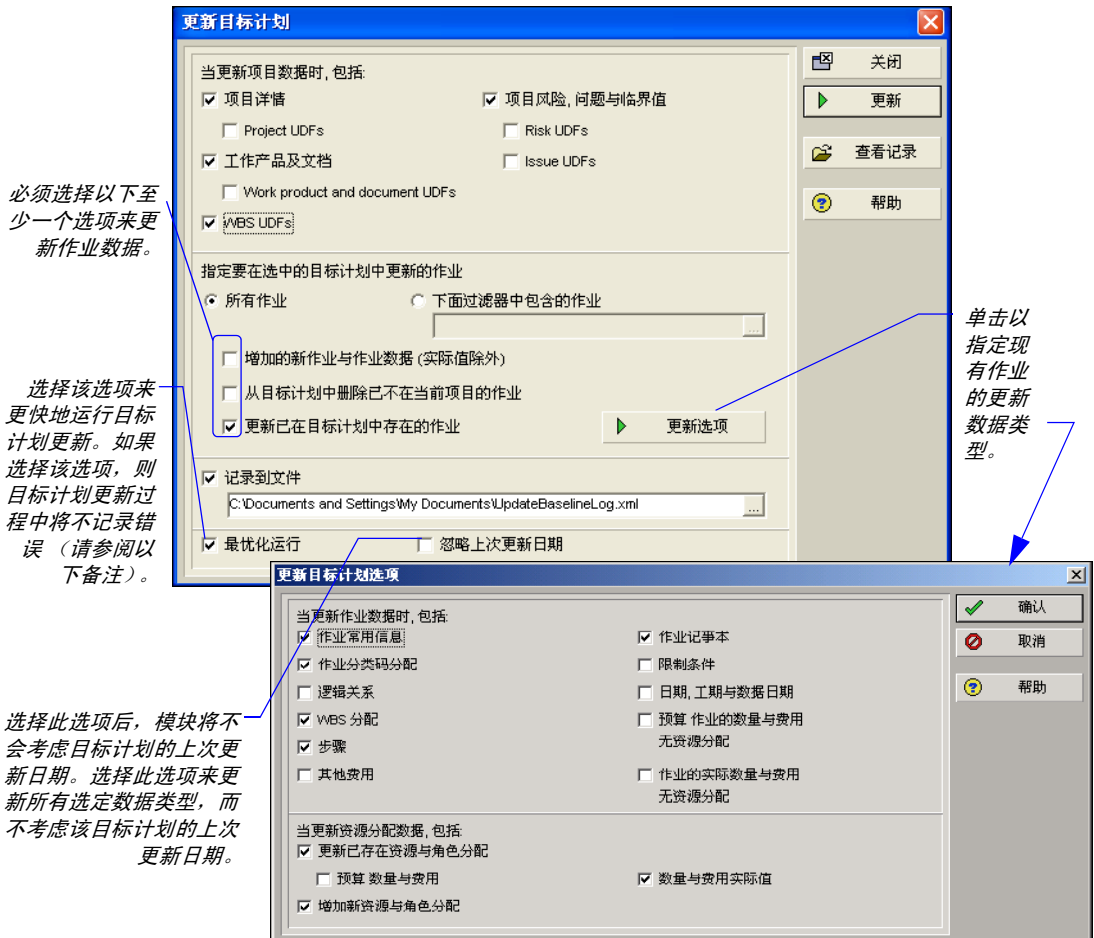 更新目标计划
当更新项目数据时, 包括:
项目详情
项目风险, 问题与临界值
Project UDFs
Risk UDFs
工作产品及文档
Issue UDFs
Work product and document UDFs
WBS UDFs
关闭
更新
查看记录
帮助
必须选择以下至
少一个选项来更
新作业数据。
指定要在选中的目标计划中更新的作业
所有作业
下面过滤器中包含的作业
...
增加的新作业与作业数据 (实际值除外)
从目标计划中删除已不在当前项目的作业
更新已在目标计划中存在的作业
更新选项
单击以
指定现
有作业
的更新
数据类
型。
选择该选项来
更快地运行目标
计划更新。如果
选择该选项，则
目标计划更新过
程中将不记录错
误 （请参阅以
下备注）。
记录到文件
C:\Documents and Settings\My Documents\UpdateBaselineLog.xml
...
最优化运行
忽略上次更新日期
更新目标计划选项
当更新作业数据时, 包括:
作业常用信息
作业记事本
作业分类码分配
限制条件
逻辑关系
日期, 工期与数据日期
WBS 分配
预算 作业的数量与费用
无资源分配
步骤
其他费用
作业的实际数量与费用
无资源分配
确认
取消
帮助
选择此选项后，模块将不
会考虑目标计划的上次更
新日期。选择此选项来更
新所有选定数据类型，而
不考虑该目标计划的上次
更新日期。
当更新资源分配数据, 包括:
更新已存在资源与角色分配
预算 数量与费用
数量与费用实际值
增加新资源与角色分配